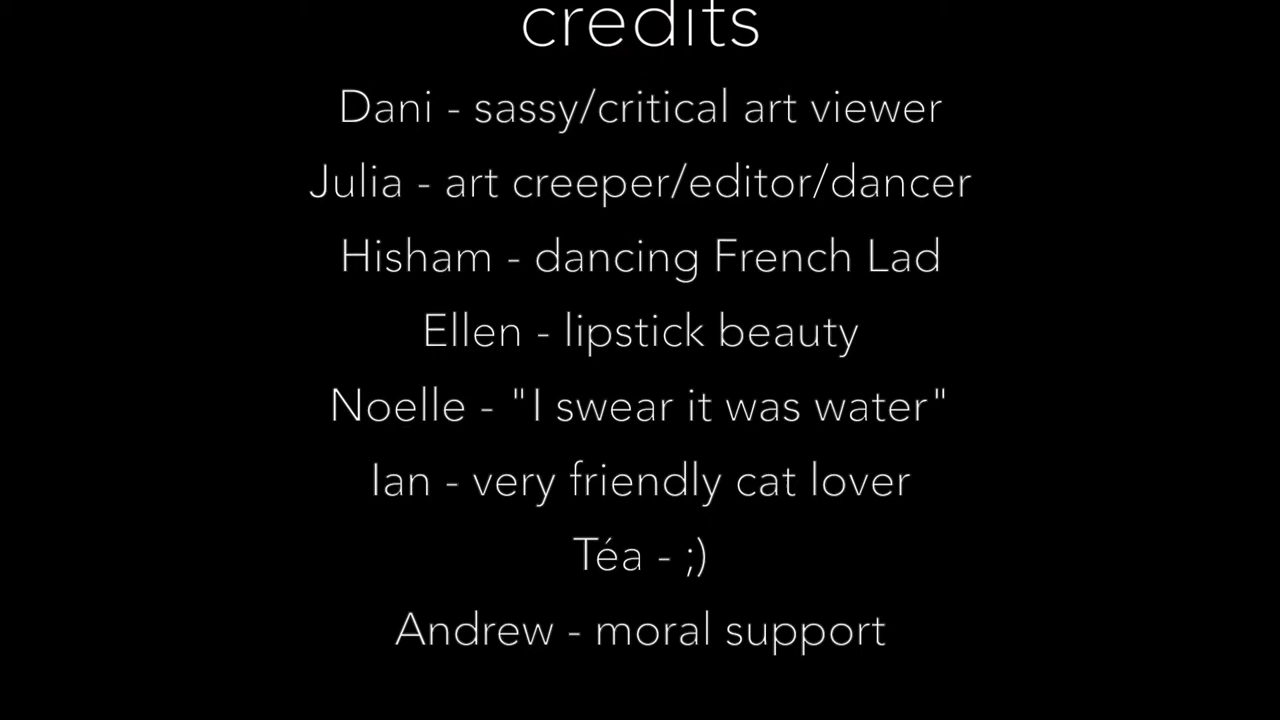 credits
Dani - sassy/critical art viewer
Julia - art creeper/editor/dancer
Hisham - dancing French Lad
Ellen - lipstick beauty
Noelle - "I swear it was water"
Ian - very friendly cat lover
Téa - ;)
Andrew - moral support